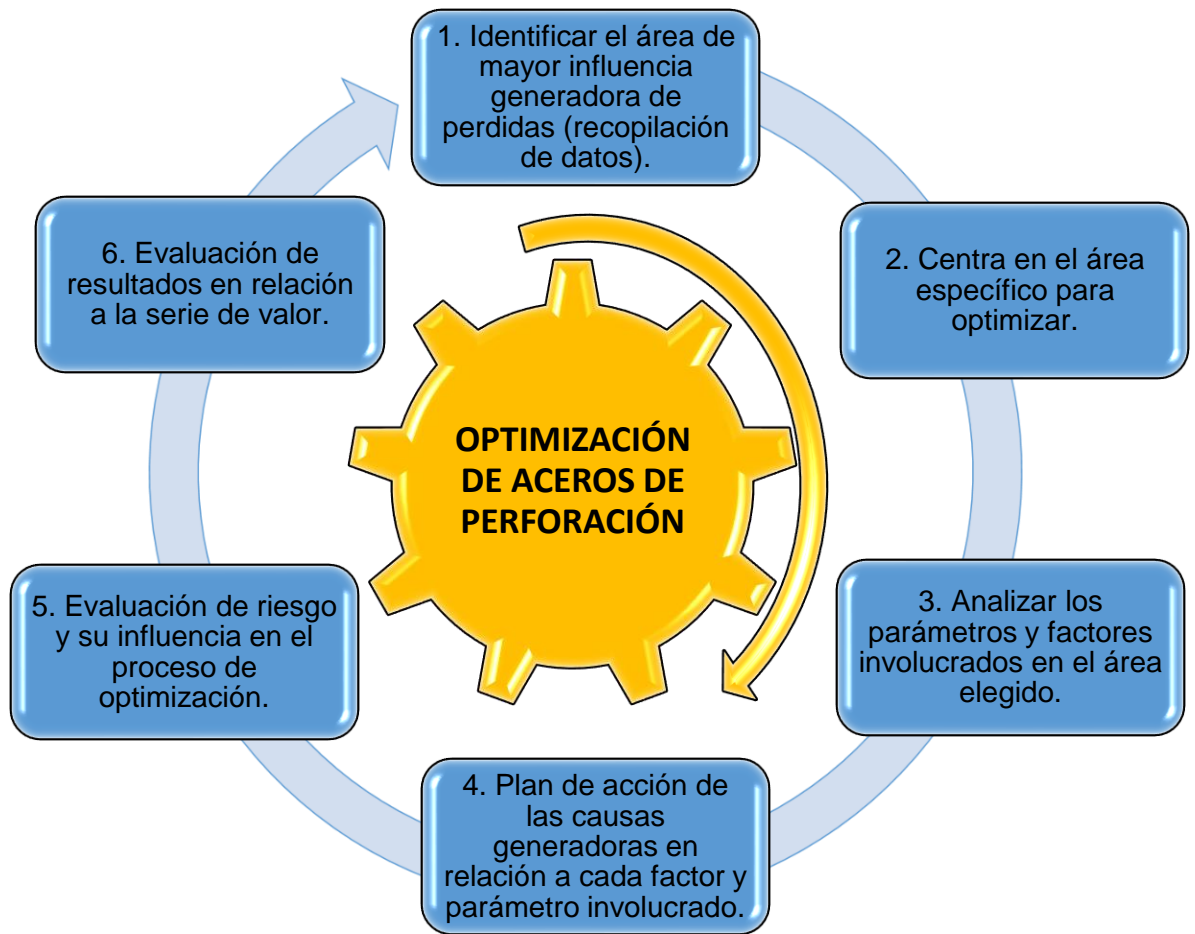 1. Identificar el área de
mayor influencia
generadora de
perdidas (recopilación
de datos).
2. Centra en el área
específico para
optimizar.
3. Analizar los
parámetros y factores
involucrados en el área
elegido.
4. Plan de acción de
las causas
generadoras en
relación a cada factor y
parámetro involucrado.
5. Evaluación de riesgo
y su influencia en el
proceso de
optimización.
6. Evaluación de
resultados en relación
a la serie de valor.
OPTIMIZACIÓN
DE ACEROS DE
PERFORACIÓN